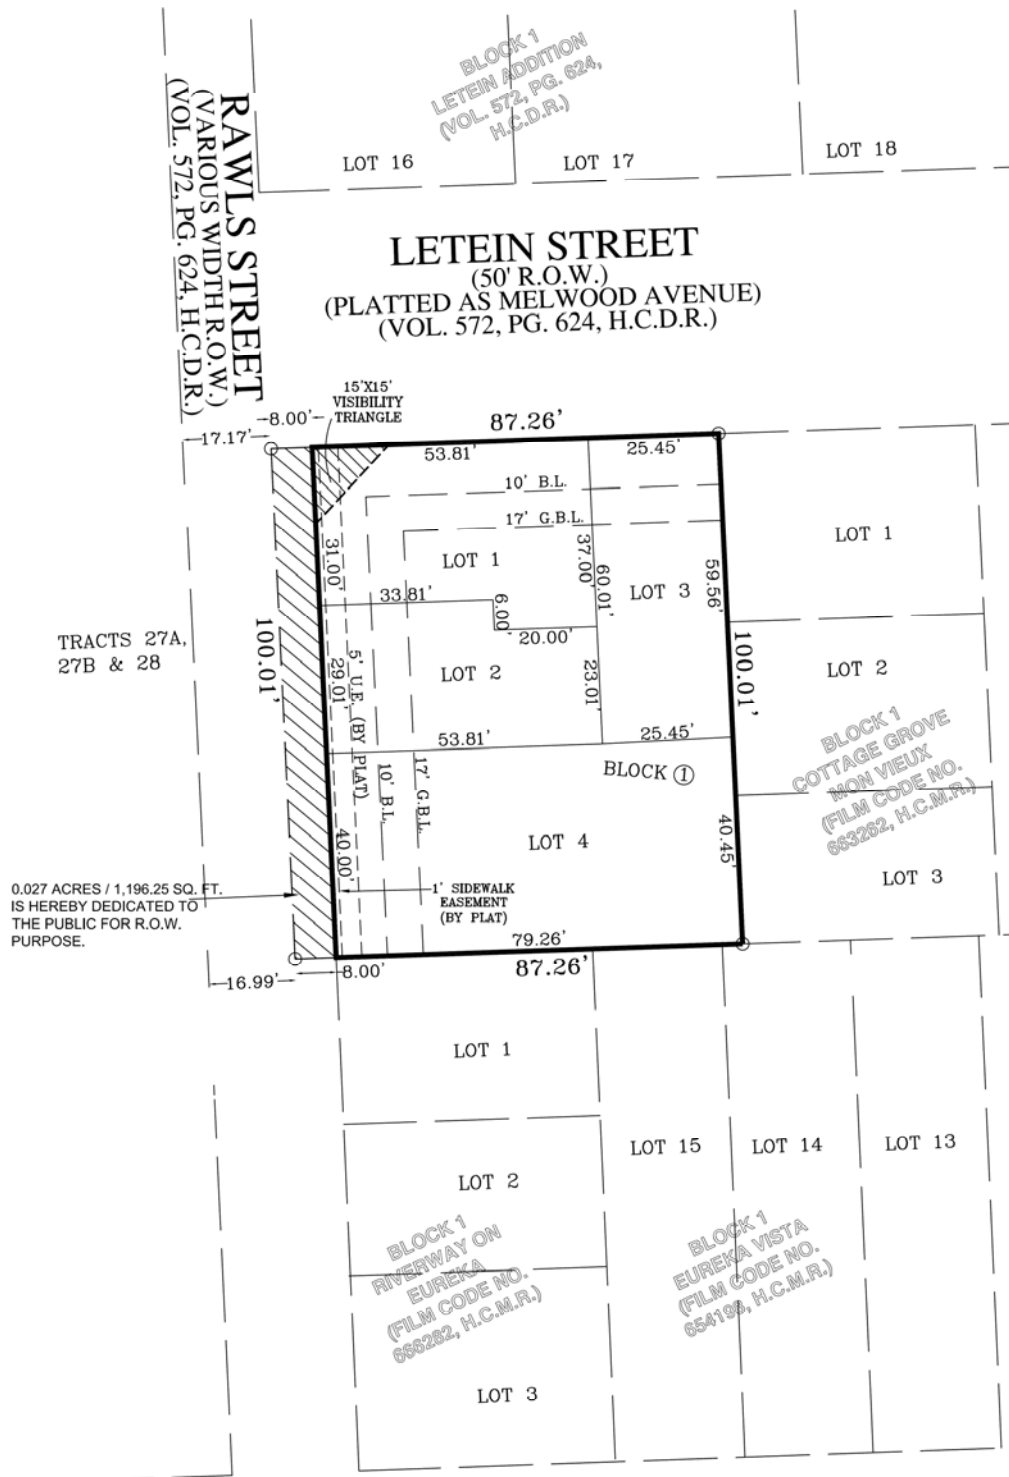 BLOCK 1
LETEIN ADDITION
(VOL. 572, PG. 624,
H.C.D.R.)
LOT 16
LOT 17
LOT 18
RAWLS STREET
(VARIOUS WIDTH R.O.W.)
(VOL. 572, PG. 624, H.C.D.R.)
LETEIN STREET
(50' R.O.W.)
(PLATTED AS MELWOOD AVENUE)
(VOL. 572, PG. 624, H.C.D.R.)
15'X15'
VISIBILITY
TRIANGLE
8.00'
17.17'
87.26'
53.81'
25.45'
10' B.L.
17' G.B.L.
31.00'
LOT 1
37.00'
60.01'
LOT 3
59.56'
LOT 1
33.81'
6.00'
20.00'
TRACTS 27A,
27B & 28
100.01'
29.01'
5' U.E. (BY PLAT)
LOT 2
23.01'
100.01'
LOT 2
53.81'
25.45'
BLOCK 1
COTTAGE GROVE
MON VIEUX
(FILM CODE NO.
663262, H.C.M.R.)
10' B.L.
17' G.B.L.
BLOCK 1
40.00'
LOT 4
40.45'
LOT 3
0.027 ACRES / 1,196.25 SQ. FT.
IS HEREBY DEDICATED TO
THE PUBLIC FOR R.O.W.
PURPOSE.
1' SIDEWALK
EASEMENT
(BY PLAT)
79.26'
16.99'
8.00'
87.26'
LOT 1
LOT 15
LOT 14
LOT 13
LOT 2
BLOCK 1
RIVERWAY ON
EUREKA
(FILM CODE NO.
666262, H.C.M.R.)
BLOCK 1
EUREKA VISTA
(FILM CODE NO.
654198, H.C.M.R.)
LOT 3